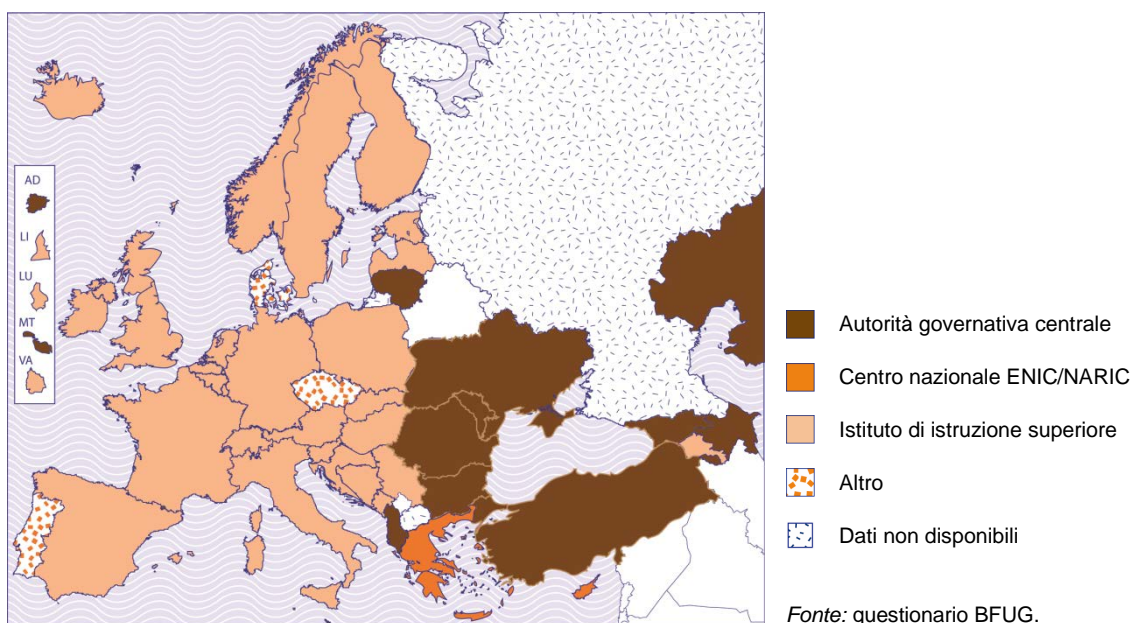 AD
LI
LU
MT
VA
Autorità governativa centrale
Centro nazionale ENIC/NARIC
Istituto di istruzione superiore
Altro
Dati non disponibili
Fonte: questionario BFUG.